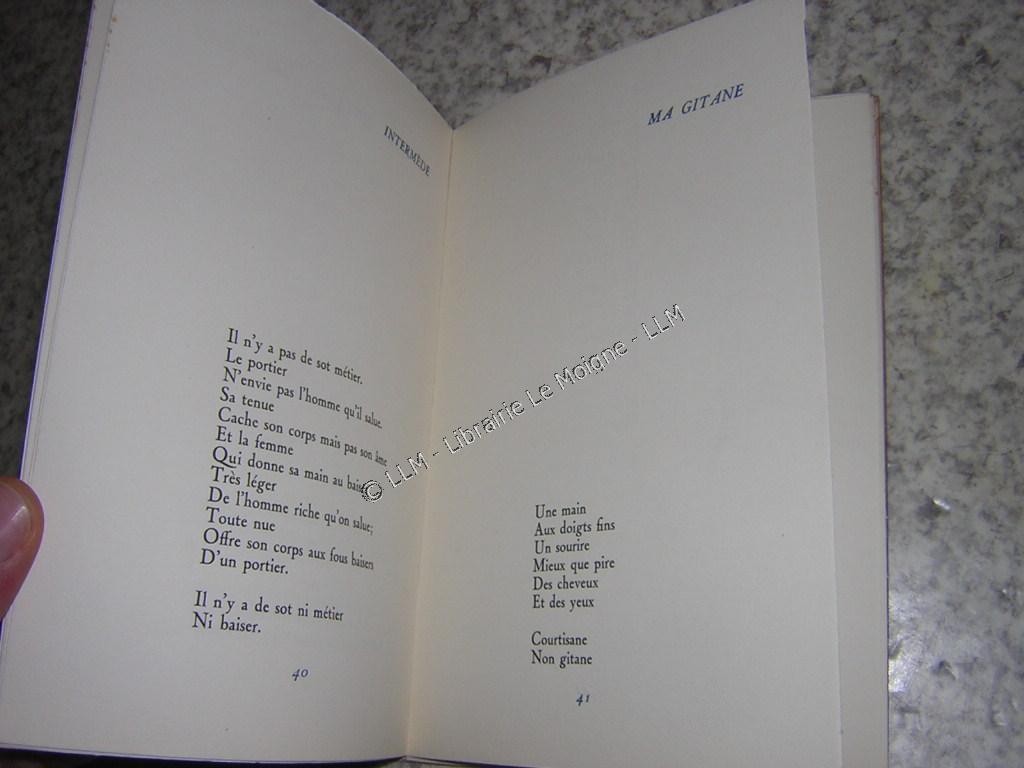 INTERMÈDE
Il n'y a pas de sot métier.
Le portier
N'envie pas l'homme qu'il salue.
Sa tenue
Cache son corps mais pas son âme
Et la femme
Qui donne sa main au baiser
Très léger
De l'homme riche qu'on salue;
Toute nue
Offre son corps aux fous baisers
D'un portier.
Il n'y a de sot ni métier
Ni baiser.
40
MA GITANE
Une main
Aux doigts fins
Un sourire
Mieux que pire
Des cheveux
Et des yeux
Courtisane
Non gitane
41
© LLM - Librairie Le Moigne - LLM